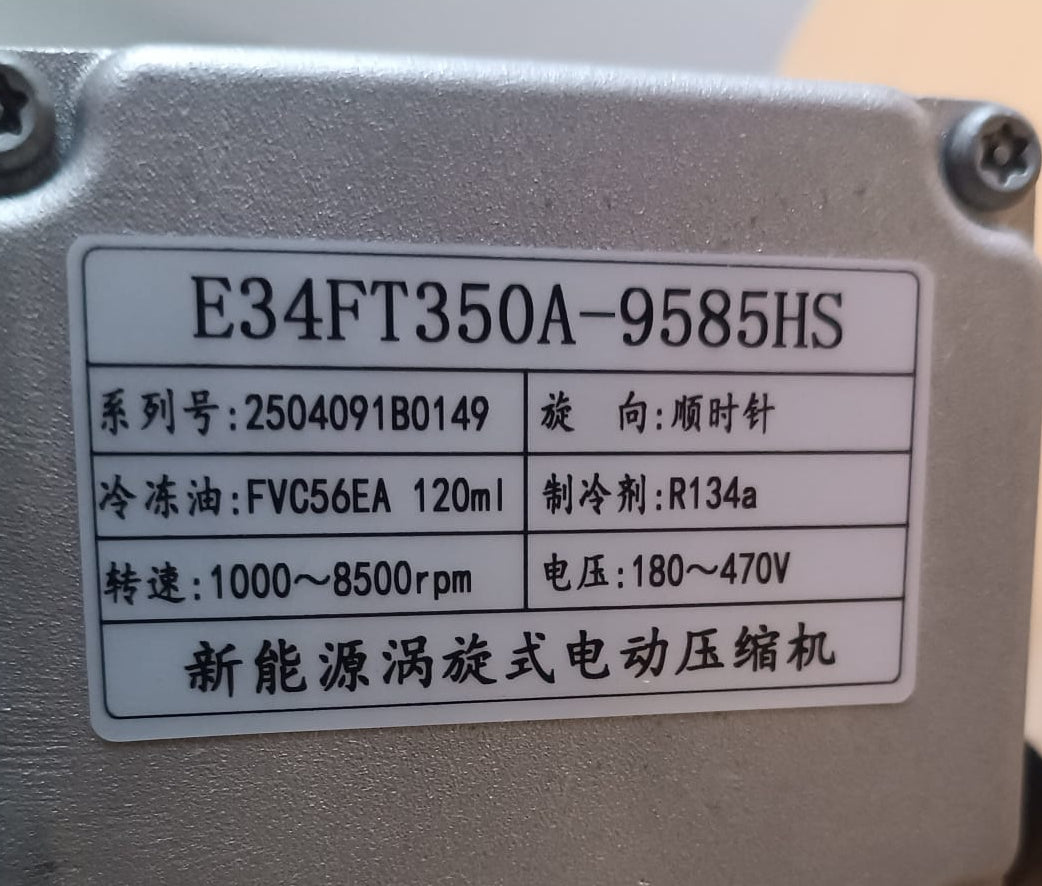 E34FT350A-9585HS
系列号:2504091B0149 旋 向:顺时针
冷冻油:FVC56EA 120ml 制冷剂:R134a
转速:1000～8500rpm 电压:180～470V
新能源涡旋式电动压缩机